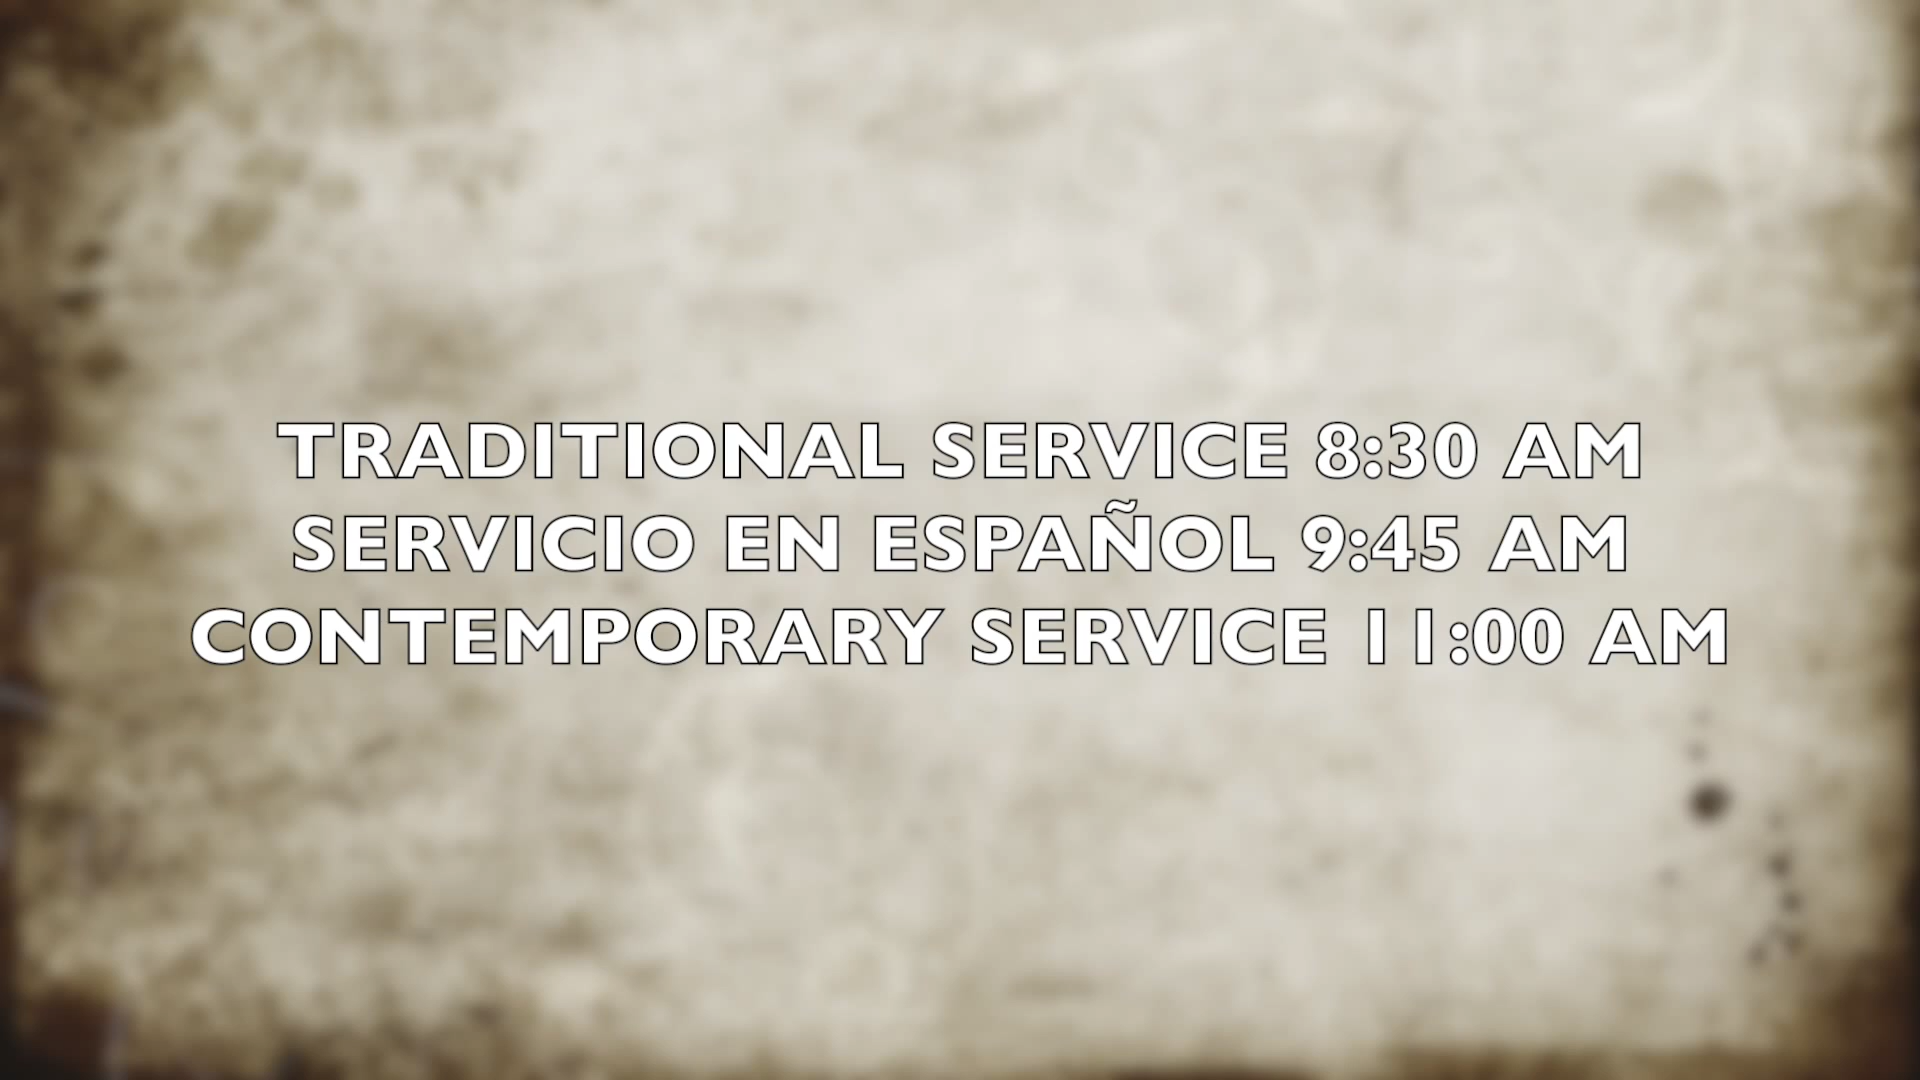 TRADITIONAL SERVICE 8:30 AM
SERVICIO EN ESPAÑOL 9:45 AM
CONTEMPORARY SERVICE 11:00 AM